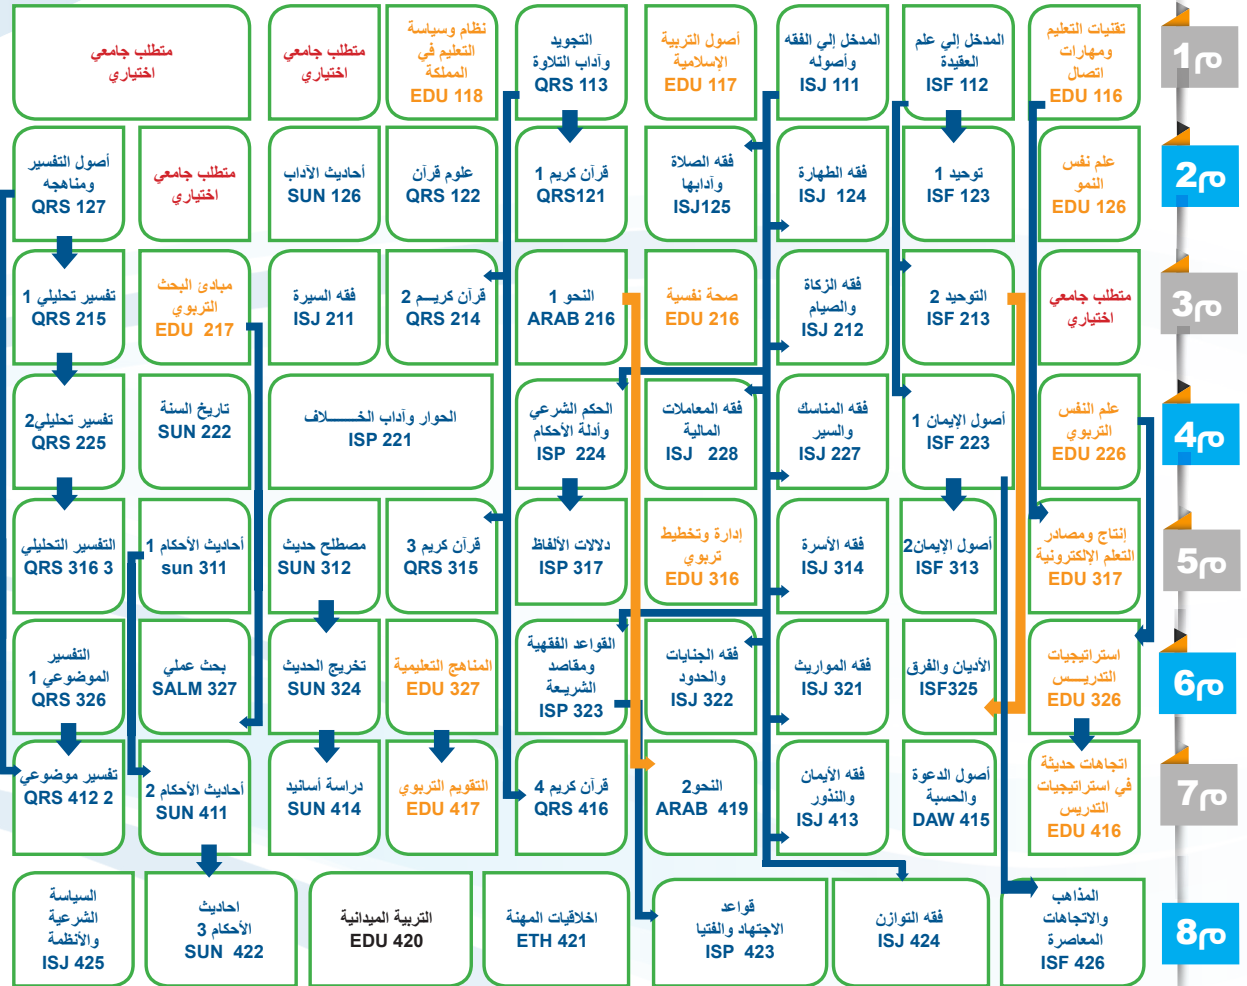 م1
تقنيات التعليم
ومهارات
اتصال
EDU 116
المدخل إلي علم
العقيدة
ISF 112
المدخل إلي الفقه
وأصوله
ISJ 111
أصول التربية
الإسلامية
EDU 117
التجويد
وآداب التلاوة
QRS 113
نظام وسياسة
التعليم في
المملكة
EDU 118
متطلب جامعي
اختياري
متطلب جامعي
اختياري
م2
علم نفس
النمو
EDU 126
توحيد 1
ISF 123
فقه الطهارة
ISJ 124
فقه الصلاة
وآدابها
ISJ125
قرآن كريم 1
QRS121
علوم قرآن
QRS 122
أحاديث الآداب
SUN 126
متطلب جامعي
اختياري
أصول التفسير
ومناهجه
QRS 127
م3
متطلب جامعي
اختياري
التوحيد 2
ISF 213
فقه الزكاة
والصيام
ISJ 212
صحة نفسية
EDU 216
النحو 1
ARAB 216
قرآن كريـــم 2
QRS 214
فقه السيرة
ISJ 211
مبادئ البحث
التربوي
EDU 217
تفسير تحليلي 1
QRS 215
م4
علم النفس
التربوي
EDU 226
أصول الإيمان 1
ISF 223
فقه المناسك
والسير
ISJ 227
فقه المعاملات
المالية
ISJ 228
الحكم الشرعي
وأدلة الأحكام
ISP 224
الحوار وآداب الخــــــلاف
ISP 221
تاريخ السنة
SUN 222
تفسير تحليلي2
QRS 225
م5
إنتاج ومصادر
التعلم الإلكترونية
EDU 317
أصول الإيمان2
ISF 313
فقه الأسرة
ISJ 314
إدارة وتخطيط
تربوي
EDU 316
دلالات الألفاظ
ISP 317
قرآن كريم 3
QRS 315
مصطلح حديث
SUN 312
أحاديث الأحكام 1
sun 311
التفسير التحليلي
3 QRS 316
م6
استراتيجيات
التدريـــس
EDU 326
الأديان والفرق
ISF325
فقه المواريث
ISJ 321
فقه الجنايات
والحدود
ISJ 322
القواعد الفقهية
ومقاصد
الشريعة
ISP 323
المناهج التعليمية
EDU 327
تخريج الحديث
SUN 324
بحث عملي
SALM 327
التفسير
الموضوعي 1
QRS 326
م7
اتجاهات حديثة
في استراتيجيات
التدريس
EDU 416
أصول الدعوة
والحسبة
DAW 415
فقه الأيمان
والنذور
ISJ 413
النحو2
ARAB 419
قرآن كريم 4
QRS 416
التقويم التربوي
EDU 417
دراسة أسانيد
SUN 414
أحاديث الأحكام 2
SUN 411
تفسير موضوعي
2 QRS 412
م8
المذاهب
والاتجاهات
المعاصرة
ISF 426
فقه التوازن
ISJ 424
قواعد
الاجتهاد والفتيا
ISP 423
اخلاقيات المهنة
ETH 421
التربية الميدانية
EDU 420
احاديث
الأحكام 3
SUN 422
السياسة
الشرعية
والأنظمة
ISJ 425